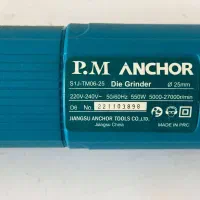 P.M ANCHOR
S1J-TM06-25 Die Grinder Ø 25mm
220V-240V~ 50/60Hz 550W 5000-27000r/min
D6 No. 221103898
JIANGSU ANCHOR TOOLS CO.,LTD.
Jiangsu China MADE IN PRC